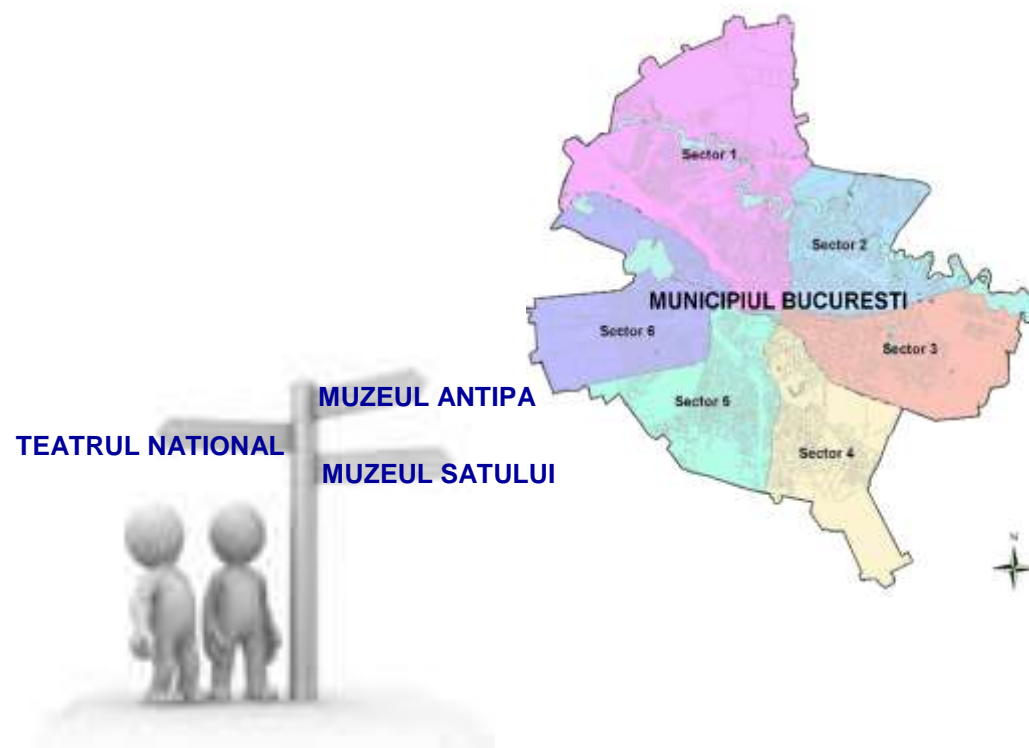 Sector 1
Sector 2
MUNICIPIUL BUCURESTI
Sector 6
Sector 3
MUZEUL ANTIPA
Sector 5
TEATRUL NATIONAL
Sector 4
MUZEUL SATULUI
N